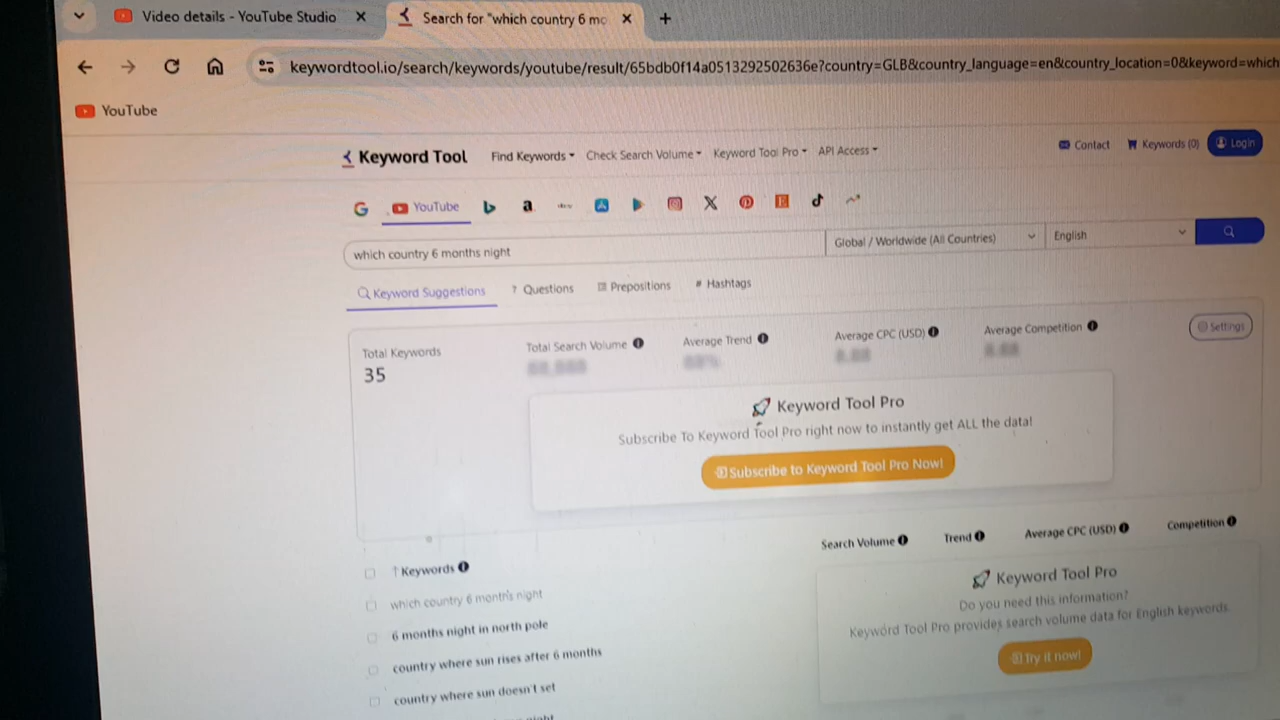 Video details - YouTube Studio
Search for "which country 6 mo
keywordtool.io/search/keywords/youtube/result/65bdb0f14a0513292502636e?country=GLB&country_language=en&country_location=0&keyword=which
YouTube
Keyword Tool
Find Keywords
Check Search Volume
Keyword Tool Pro
API Access
Contact
Keywords (0)
Login
YouTube
which country 6 months night
Global / Worldwide (All Countries)
English
Keyword Suggestions
? Questions
Prepositions
# Hashtags
Total Keywords
35
Total Search Volume
Average Trend
Average CPC (USD)
Average Competition
Settings
Keyword Tool Pro
Subscribe To Keyword Tool Pro right now to instantly get ALL the data!
Subscribe to Keyword Tool Pro Now!
Search Volume
Trend
Average CPC (USD)
Competition
↑ Keywords
which country 6 months night
6 months night in north pole
country where sun rises after 6 months
country where sun doesn't set
night
Keyword Tool Pro
Do you need this information?
Keyword Tool Pro provides search volume data for English keywords.
Try it now!